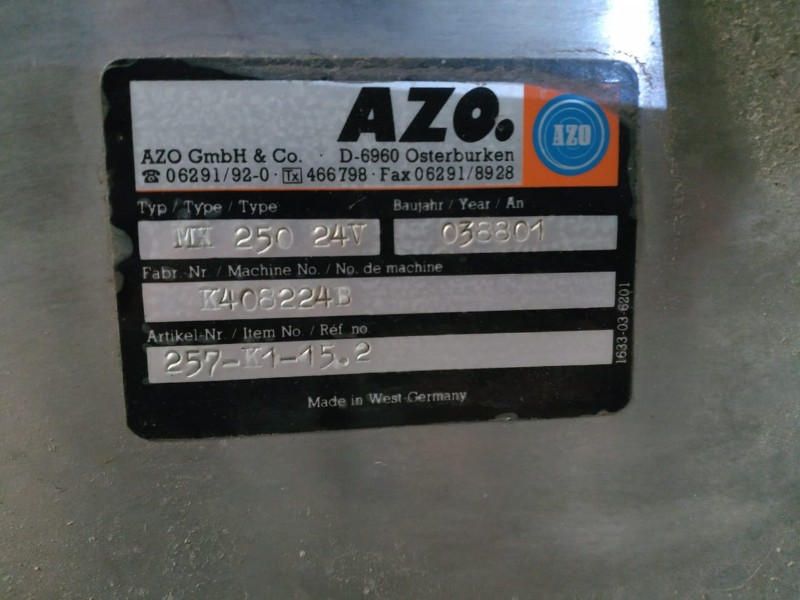 AZO.
AZO
AZO GmbH & Co. · D-6960 Osterburken
☎ 06291/92-0 · Tx 466798 · Fax 06291/8928
Typ / Type / Type
Baujahr / Year / An
MX 250 24V
038801
Fabr.-Nr. / Machine No. / No. de machine
K408224B
Artikel-Nr. / Item No. / Réf no
257-K1-15.2
1633-03-6201
Made in West-Germany